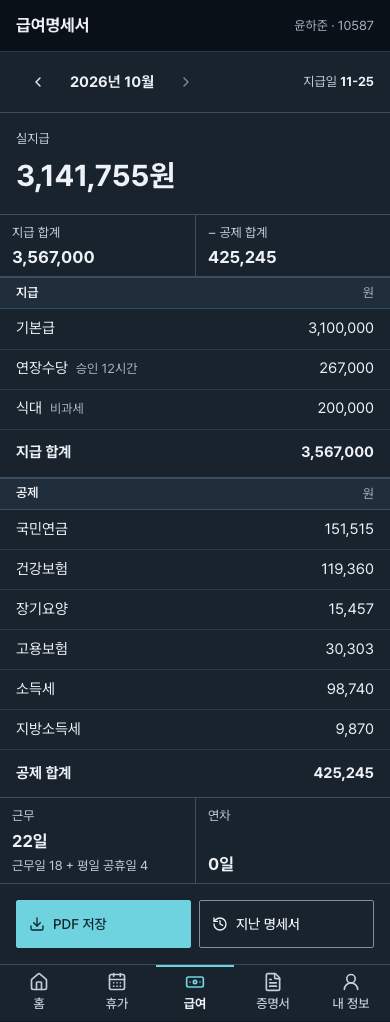 급여명세서
윤하준 · 10587
2026년 10월
지급일 11-25
실지급
3,141,755원
지급 합계
3,567,000
− 공제 합계
425,245
지급 원
기본급 3,100,000
연장수당 승인 12시간 267,000
식대 비과세 200,000
지급 합계 3,567,000
공제 원
국민연금 151,515
건강보험 119,360
장기요양 15,457
고용보험 30,303
소득세 98,740
지방소득세 9,870
공제 합계 425,245
근무
22일
근무일 18 + 평일 공휴일 4
연차
0일
PDF 저장
지난 명세서
홈
휴가
급여
증명서
내 정보